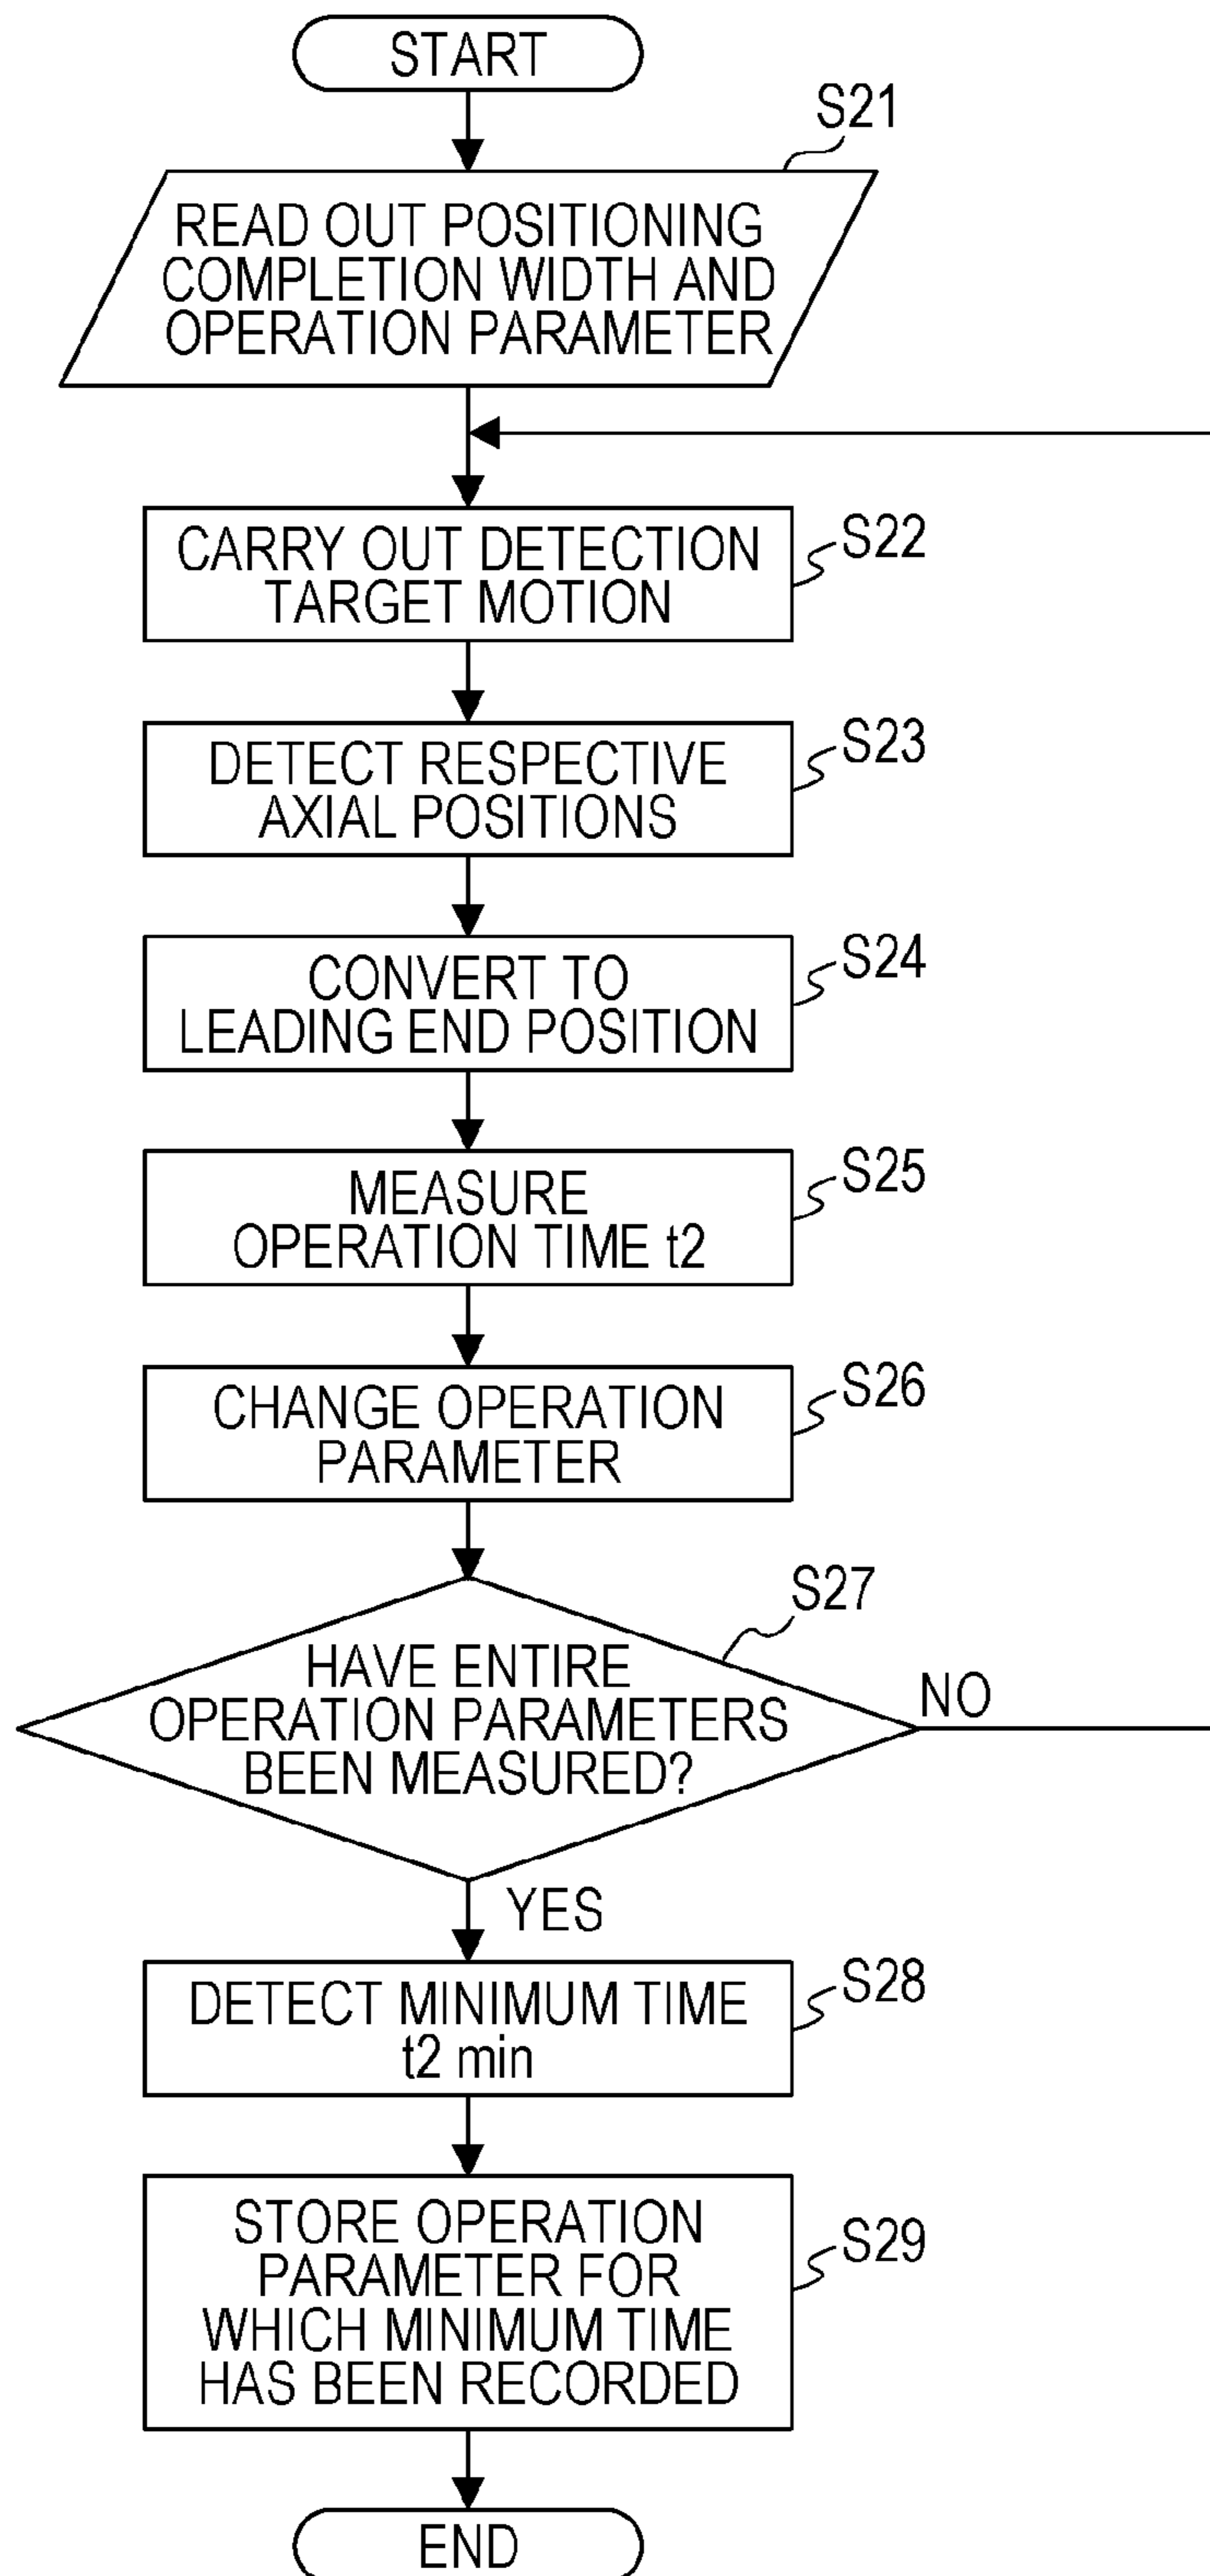 START
S21
READ OUT POSITIONING
COMPLETION WIDTH AND
OPERATION PARAMETER
CARRY OUT DETECTION
TARGET MOTION
S22
DETECT RESPECTIVE
AXIAL POSITIONS
S23
CONVERT TO
LEADING END POSITION
S24
MEASURE
OPERATION TIME t2
S25
CHANGE OPERATION
PARAMETER
S26
S27
HAVE ENTIRE
OPERATION PARAMETERS
BEEN MEASURED?
NO
YES
DETECT MINIMUM TIME
t2 min
S28
STORE OPERATION
PARAMETER FOR
WHICH MINIMUM TIME
HAS BEEN RECORDED
S29
END